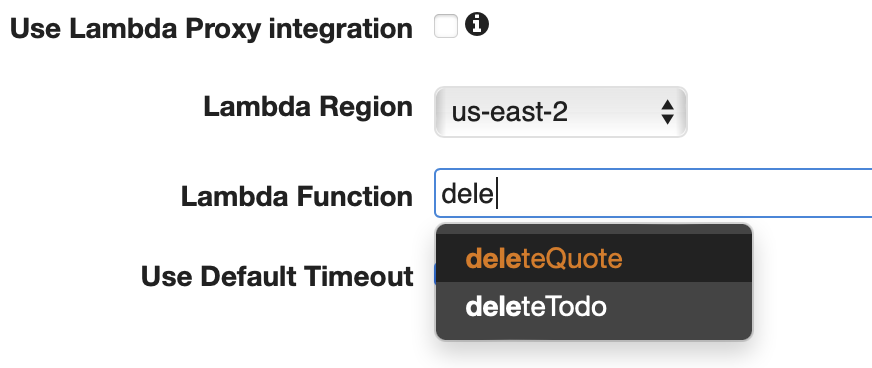 Use Lambda Proxy integration
Lambda Region us-east-2
Lambda Function dele
deleteQuote
Use Default Timeout
deleteTodo